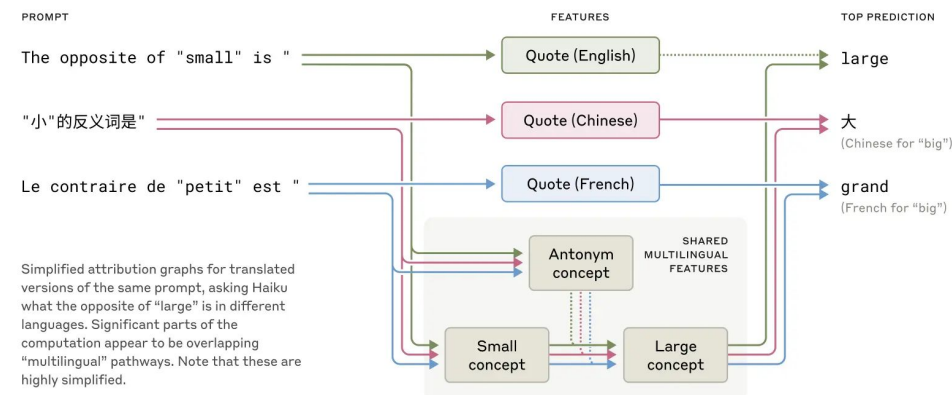 PROMPT
FEATURES
TOP PREDICTION
The opposite of "small" is "
Quote (English)
large
"小"的反义词是"
Quote (Chinese)
大
(Chinese for “big”)
Le contraire de "petit" est "
Quote (French)
grand
(French for “big”)
Antonym
concept
SHARED
MULTILINGUAL
FEATURES
Small
concept
Large
concept
Simplified attribution graphs for translated
versions of the same prompt, asking Haiku
what the opposite of “large” is in different
languages. Significant parts of the
computation appear to be overlapping
“multilingual” pathways. Note that these are
highly simplified.